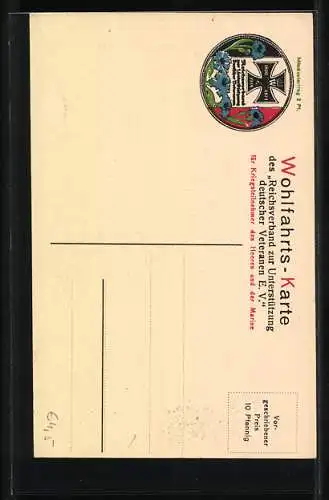 Wohlfahrts-Karte
des „Reichsverband zur Unterstützung
deutscher Veteranen E. V."
für Kriegsteilnehmer des Heeres und der Marine
Vor-
geschriebener
Preis
10 Pfennig